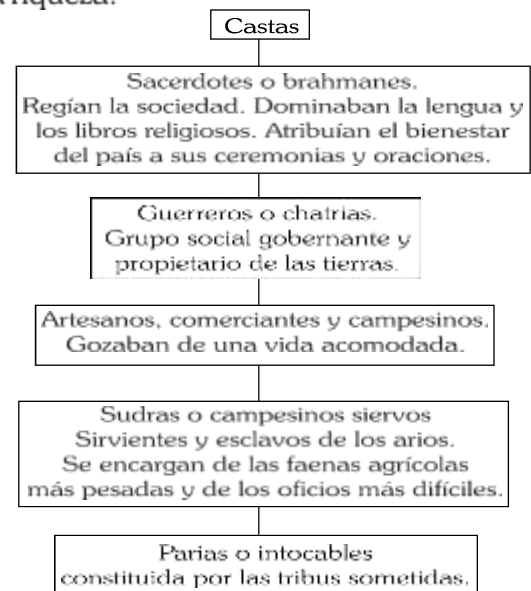 riqueza.
Castas
Sacerdotes o brahmanes.
Regían la sociedad. Dominaban la lengua y
los libros religiosos. Atribuían el bienestar
del país a sus ceremonias y oraciones.
Guerreros o chatrias.
Grupo social gobernante y
propietario de las tierras.
Artesanos, comerciantes y campesinos.
Gozaban de una vida acomodada.
Sudras o campesinos siervos
Sirvientes y esclavos de los arios.
Se encargan de las faenas agrícolas
más pesadas y de los oficios más difíciles.
Parias o intocables
constituida por las tribus sometidas.